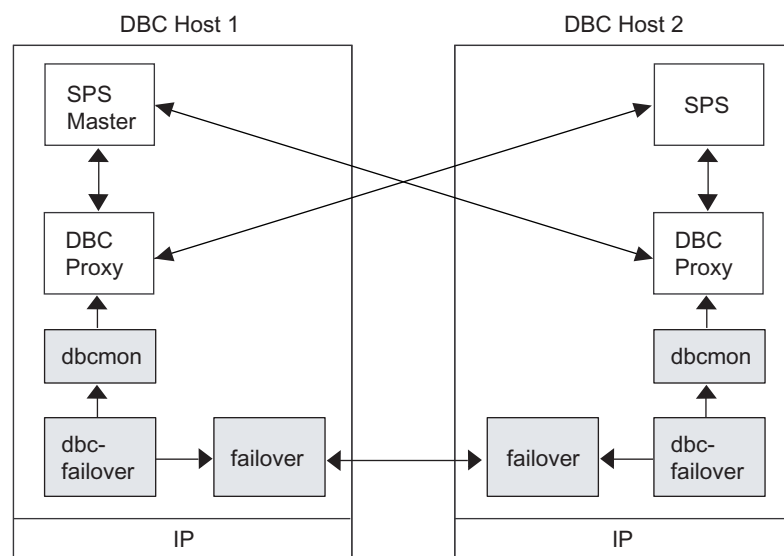 DBC Host 1
SPS
Master
DBC
Proxy
dbcmon
dbc-
failover
failover
IP
DBC Host 2
SPS
DBC
Proxy
dbcmon
failover
dbc-
failover
IP